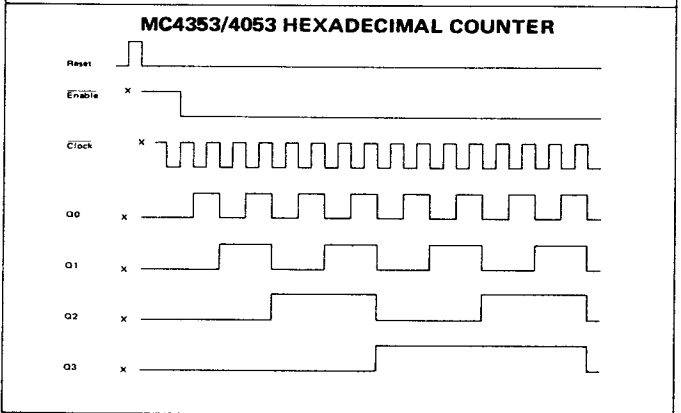 MC4353/4053 HEXADECIMAL COUNTER
Reset
Enable
x
Clock
x
Q0
x
Q1
x
Q2
x
Q3
x